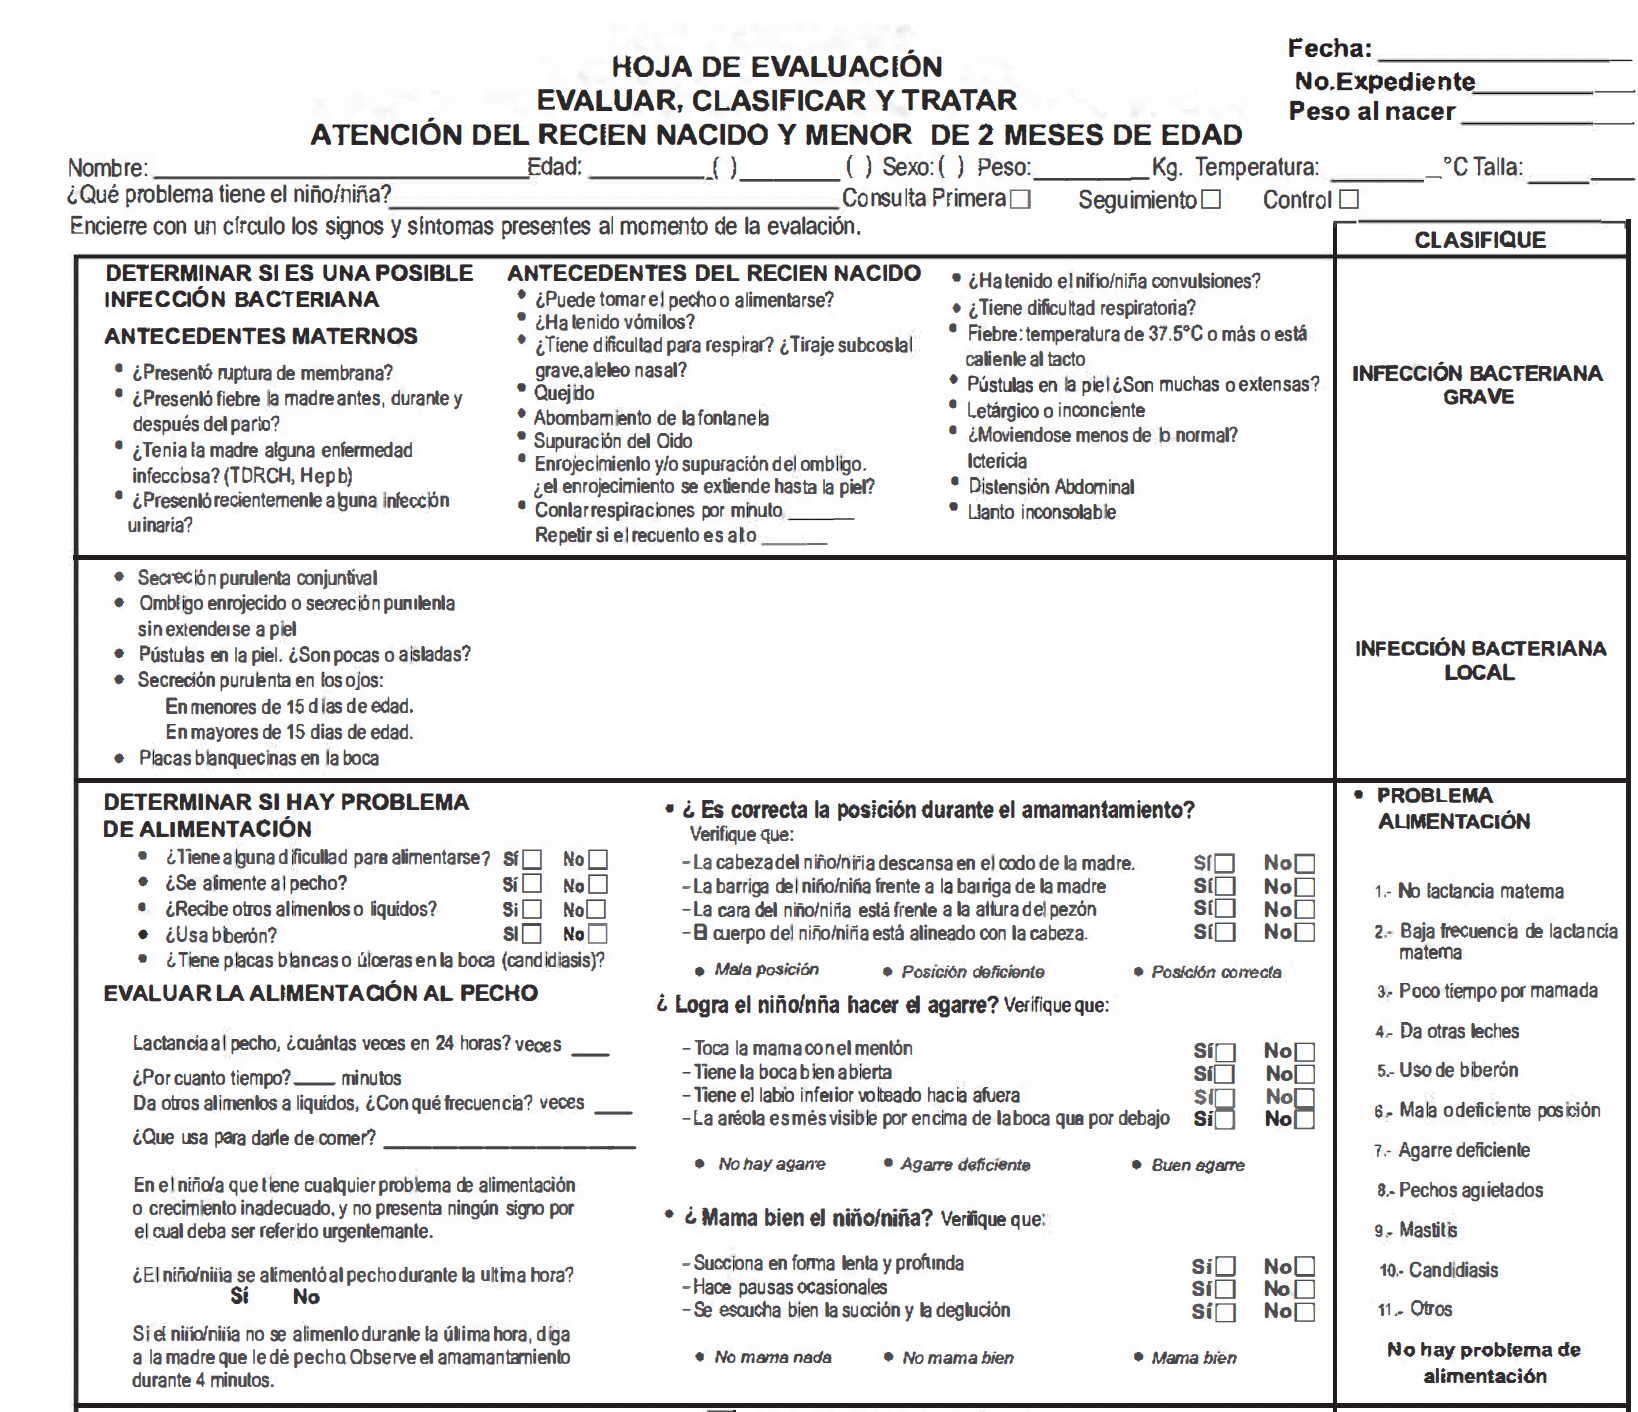 Fecha: ____________
No.Expediente____________
Peso al nacer ____________
HOJA DE EVALUACIÓN
EVALUAR, CLASIFICAR Y TRATAR
ATENCIÓN DEL RECIEN NACIDO Y MENOR DE 2 MESES DE EDAD
Nombre: ____________ Edad: ________ ( ) ________ ( ) Sexo: ( ) Peso: ________ Kg. Temperatura: ________ °C Talla: ________
¿Qué problema tiene el niño/niña? ____________ Consulta Primera □ Seguimiento □ Control □
Encierre con un círculo los signos y síntomas presentes al momento de la evalación.
CLASIFIQUE
DETERMINAR SI ES UNA POSIBLE
INFECCIÓN BACTERIANA
ANTECEDENTES MATERNOS
• ¿Presentó ruptura de membrana?
• ¿Presentó fiebre la madre antes, durante y
después del parto?
• ¿Tenia la madre alguna enfermedad
infecciosa? (TDRCH, Hep b)
• ¿Presentó recientemente alguna infección
urinaría?
ANTECEDENTES DEL RECIEN NACIDO
• ¿Puede tomar el pecho o alimentarse?
• ¿Ha tenido vómitos?
• ¿Tiene dificultad para respirar? ¿Tiraje subcostal
grave, aleteo nasal?
• Quejido
• Abombamiento de la fontanela
• Supuración del Oido
• Enrojecimiento y/o supuración del ombligo.
¿el enrojecimiento se extiende hasta la piel?
• Contar respiraciones por minuto ______
Repetir si el recuento es alto ______
• ¿Ha tenido el niño/niña convulsiones?
• ¿Tiene dificultad respiratoria?
• Fiebre: temperatura de 37.5°C o más o está
caliente al tacto
• Pústulas en la piel ¿Son muchas o extensas?
• Letárgico o inconciente
• ¿Moviendose menos de lo normal?
Ictericia
• Distensión Abdominal
• Llanto inconsolable
INFECCIÓN BACTERIANA
GRAVE
• Secreción purulenta conjuntival
• Ombligo enrojecido o secreción purulenta
sin extenderse a piel
• Pústulas en la piel. ¿Son pocas o aisladas?
• Secreción purulenta en los ojos:
En menores de 15 días de edad.
En mayores de 15 dias de edad.
• Placas blanquecinas en la boca
INFECCIÓN BACTERIANA
LOCAL
DETERMINAR SI HAY PROBLEMA
DE ALIMENTACIÓN
• ¿Tiene alguna dificultad para alimentarse? Sí □ No □
• ¿Se alimente al pecho? Sí □ No □
• ¿Recibe otros alimentos o liquídos? Si □ No □
• ¿Usa biberón? SI □ No □
• ¿Tiene placas blancas o úlceras en la boca (candidiasis)?
EVALUAR LA ALIMENTACIÓN AL PECHO
Lactancia al pecho, ¿cuántas veces en 24 horas? veces ____
¿Por cuanto tiempo? ____ minutos
Da otros alimentos a liquídos, ¿Con qué frecuencia? veces ____
¿Que usa para darle de comer? ____________
En el niño/a que tiene cualquier problema de alimentación
o crecimiento inadecuado, y no presenta ningún signo por
el cual deba ser referido urgentemante.
¿El niño/niña se alimentó al pecho durante la ultima hora?
Sí No
Si el niño/niña no se alimento durante la última hora, diga
a la madre que le dé pecho. Observe el amamantamiento
durante 4 minutos.
• ¿ Es correcta la posición durante el amamantamiento?
Verifique que:
– La cabeza del niño/niña descansa en el codo de la madre. Sí □ No □
– La barriga del niño/niña frente a la barriga de la madre Sí □ No □
– La cara del niño/niña está frente a la altura del pezón Sí □ No □
– El cuerpo del niño/niña está alineado con la cabeza. Sí □ No □
• Mala posición • Posición deficiente • Posición correcta
¿ Logra el niño/nña hacer el agarre? Verifique que:
– Toca la mama con el mentón Sí □ No □
– Tiene la boca bien abierta Sí □ No □
– Tiene el labio inferior volteado hacia afuera Sí □ No □
– La aréola es més visible por encima de la boca que por debajo Sí □ No □
• No hay agarre • Agarre deficiente • Buen agarre
• ¿ Mama bien el niño/niña? Verifique que:
– Succiona en forma lenta y profunda Sí □ No □
– Hace pausas ocasionales Sí □ No □
– Se escucha bien la succión y la deglución Sí □ No □
• No mama nada • No mama bien • Mama bien
• PROBLEMA
ALIMENTACIÓN
1.- No lactancia materna
2.- Baja frecuencia de lactancía
materna
3.- Poco tiempo por mamada
4.- Da otras leches
5.- Uso de biberón
6.- Mala o deficiente posición
7.- Agarre deficiente
8.- Pechos agrietados
9.- Mastitis
10.- Candidiasis
11.- Otros
No hay problema de
alimentación